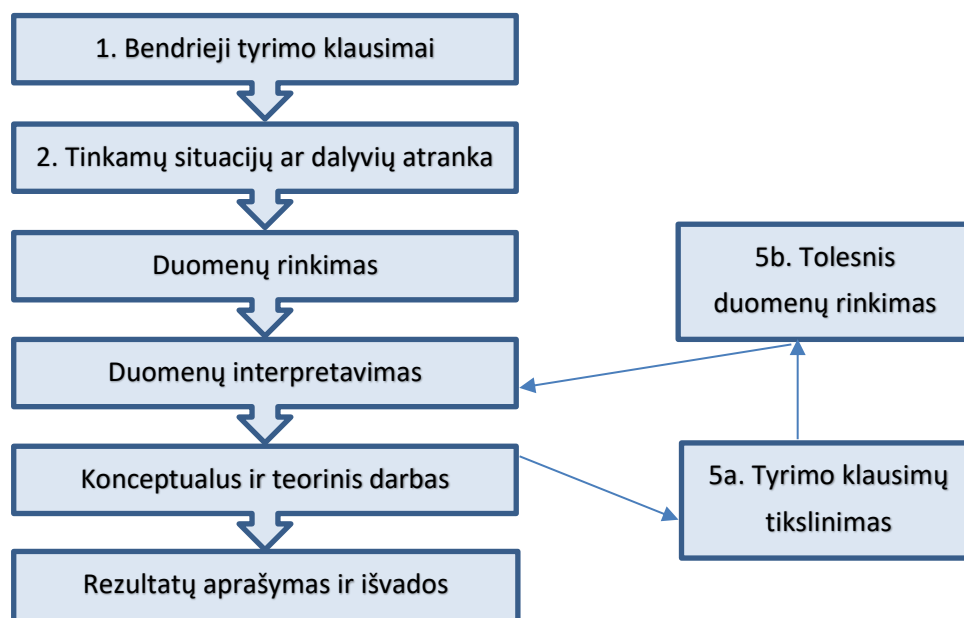 1. Bendrieji tyrimo klausimai
2. Tinkamų situacijų ar dalyvių atranka
Duomenų rinkimas
Duomenų interpretavimas
Konceptualus ir teorinis darbas
Rezultatų aprašymas ir išvados
5b. Tolesnis
duomenų rinkimas
5a. Tyrimo klausimų
tikslinimas